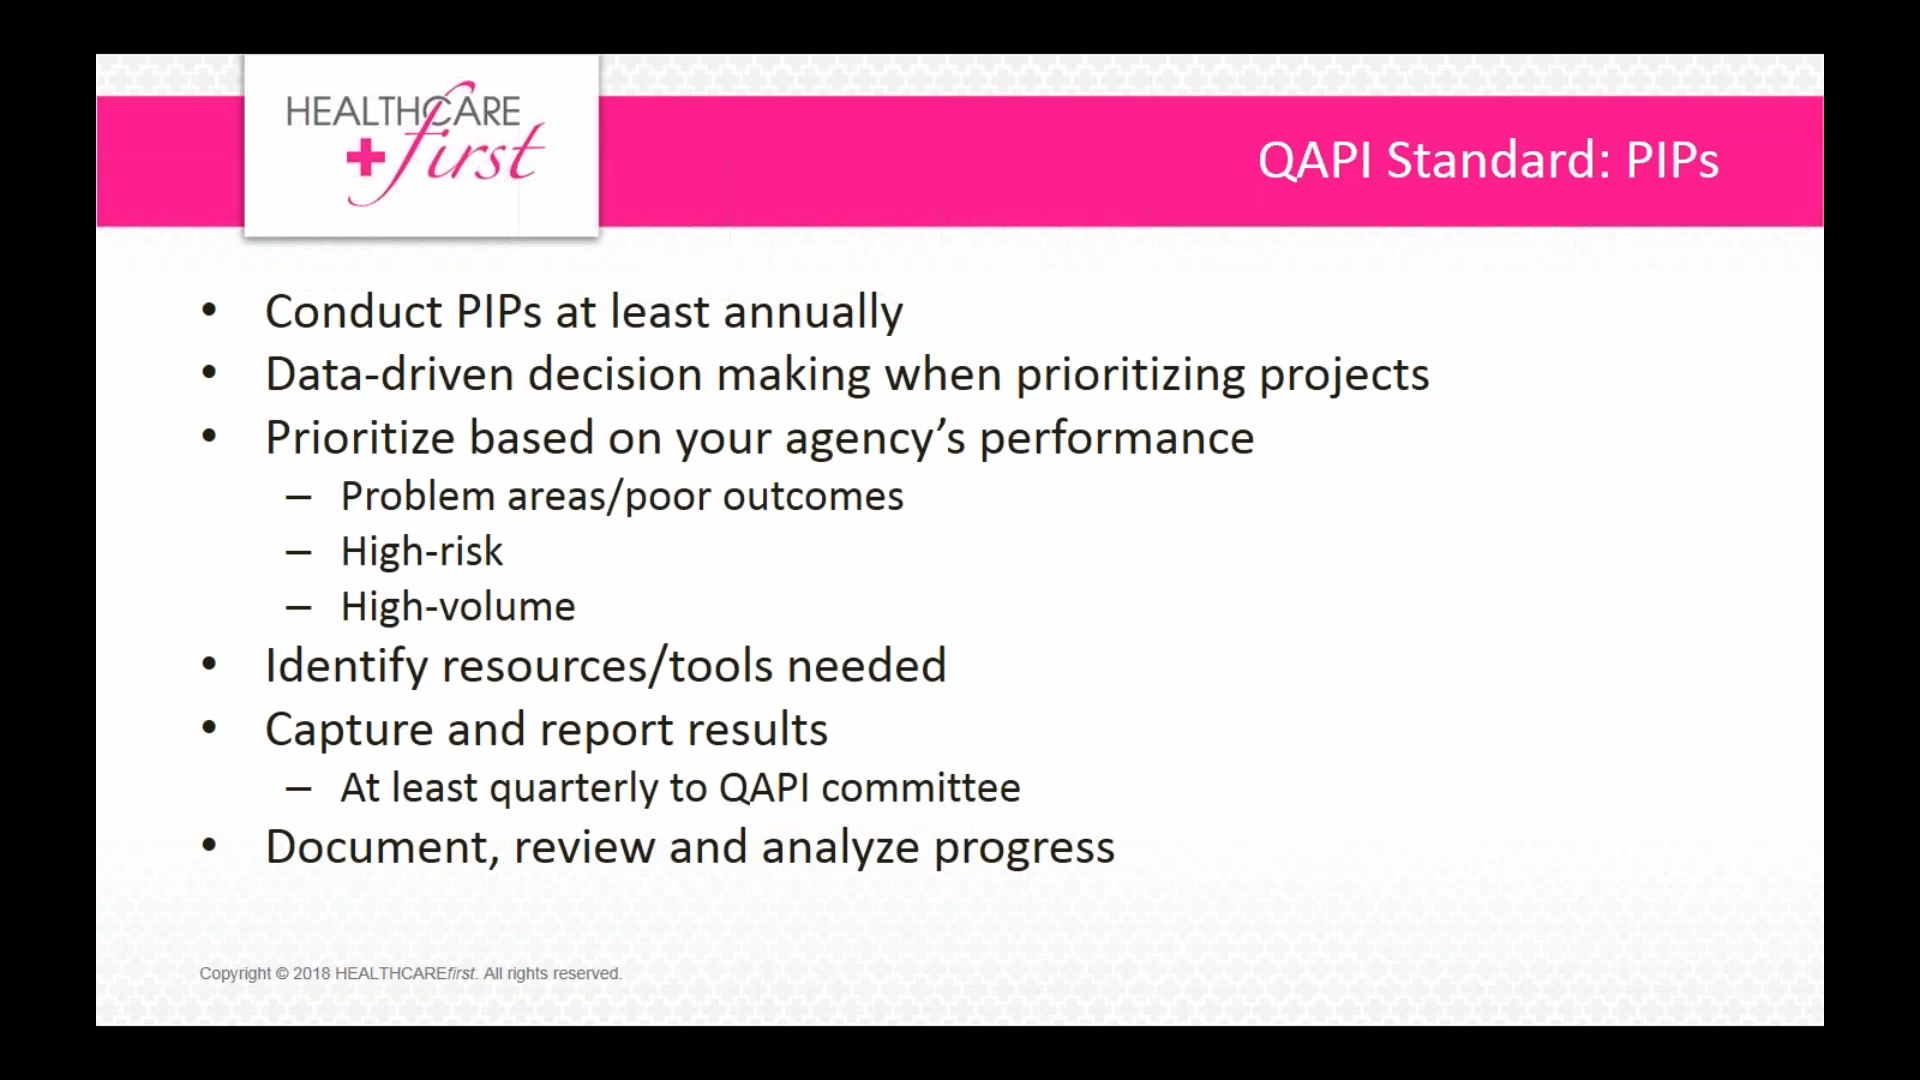 HEALTHCARE
first
QAPI Standard: PIPs
• Conduct PIPs at least annually
• Data-driven decision making when prioritizing projects
• Prioritize based on your agency’s performance
– Problem areas/poor outcomes
– High-risk
– High-volume
• Identify resources/tools needed
• Capture and report results
– At least quarterly to QAPI committee
• Document, review and analyze progress
Copyright © 2018 HEALTHCAREfirst. All rights reserved.